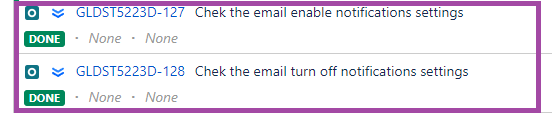 GLDST5223D-127 Chek the email enable notifications settings
DONE · None · None
GLDST5223D-128 Chek the email turn off notifications settings
DONE · None · None